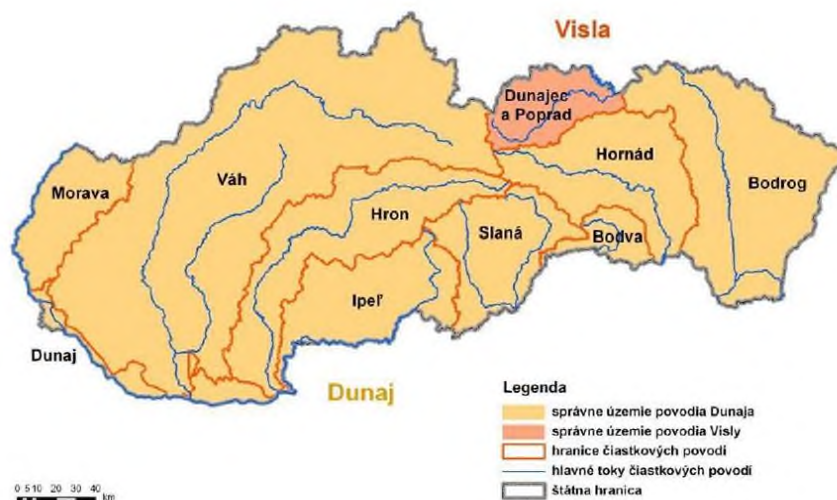 Visla
Dunajec
a Poprad
Hornád
Morava
Váh
Bodrog
Hron
Slaná
Bodva
Ipeľ
Dunaj
Dunaj
Legenda
správne územie povodia Dunaja
správne územie povodia Visly
hranice čiastkových povodí
hlavné toky čiastkových povodí
štátna hranica
0 5 10 20 30 40
km